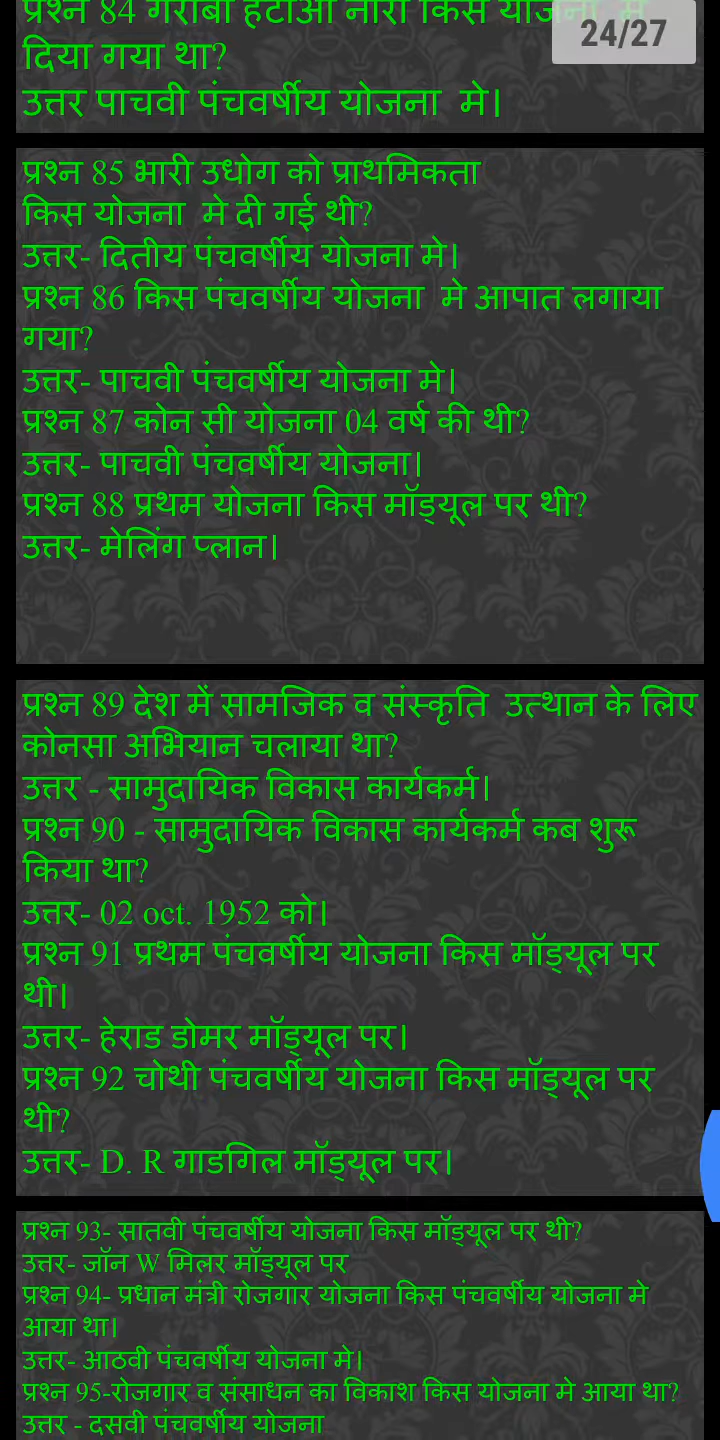 प्रश्न 84 गरीबी हटाओ नारा किस योजना में
24/27
दिया गया था?
उत्तर पाचवी पंचवर्षीय योजना मे|
प्रश्न 85 भारी उधोग को प्राथमिकता
किस योजना मे दी गई थी?
उत्तर- दितीय पंचवर्षीय योजना मे|
प्रश्न 86 किस पंचवर्षीय योजना मे आपात लगाया
गया?
उत्तर- पाचवी पंचवर्षीय योजना मे|
प्रश्न 87 कोन सी योजना 04 वर्ष की थी?
उत्तर- पाचवी पंचवर्षीय योजना|
प्रश्न 88 प्रथम योजना किस मॉड्यूल पर थी?
उत्तर- मेलिंग प्लान|
प्रश्न 89 देश में सामजिक व संस्कृति उत्थान के लिए
कोनसा अभियान चलाया था?
उत्तर - सामुदायिक विकास कार्यकर्म|
प्रश्न 90 - सामुदायिक विकास कार्यकर्म कब शुरू
किया था?
उत्तर- 02 oct. 1952 को|
प्रश्न 91 प्रथम पंचवर्षीय योजना किस मॉड्यूल पर
थी|
उत्तर- हेराड डोमर मॉड्यूल पर|
प्रश्न 92 चोथी पंचवर्षीय योजना किस मॉड्यूल पर
थी?
उत्तर- D. R गाडगिल मॉड्यूल पर|
प्रश्न 93- सातवी पंचवर्षीय योजना किस मॉड्यूल पर थी?
उत्तर- जॉन W मिलर मॉड्यूल पर
प्रश्न 94- प्रधान मंत्री रोजगार योजना किस पंचवर्षीय योजना मे
आया था|
उत्तर- आठवी पंचवर्षीय योजना मे|
प्रश्न 95-रोजगार व संसाधन का विकाश किस योजना मे आया था?
उत्तर - दसवी पंचवर्षीय योजना